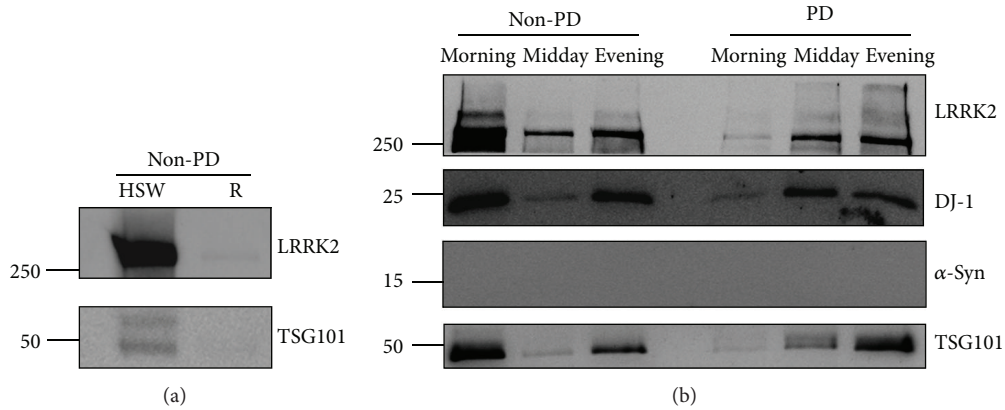 Non-PD
HSW R
250
LRRK2
50
TSG101
(a)
Non-PD PD
Morning Midday Evening Morning Midday Evening
250
LRRK2
25
DJ-1
15
α-Syn
50
TSG101
(b)